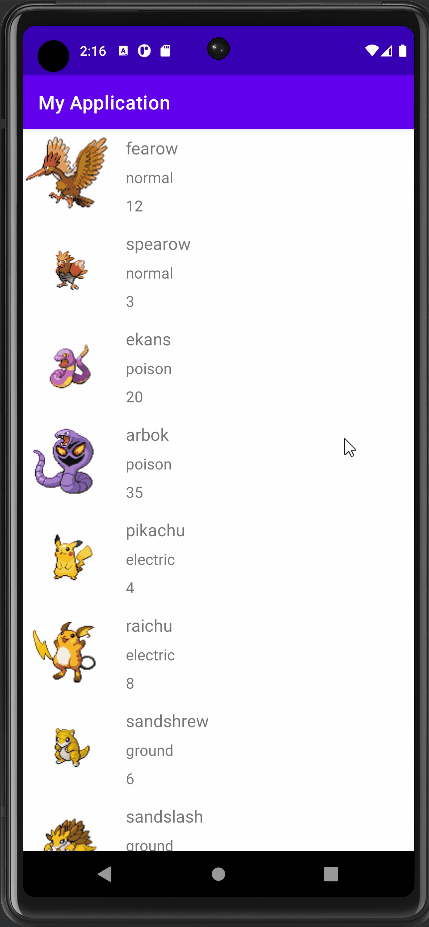 2:16
My Application
fearow
normal
12
spearow
normal
3
ekans
poison
20
arbok
poison
35
pikachu
electric
4
raichu
electric
8
sandshrew
ground
6
sandslash
ground